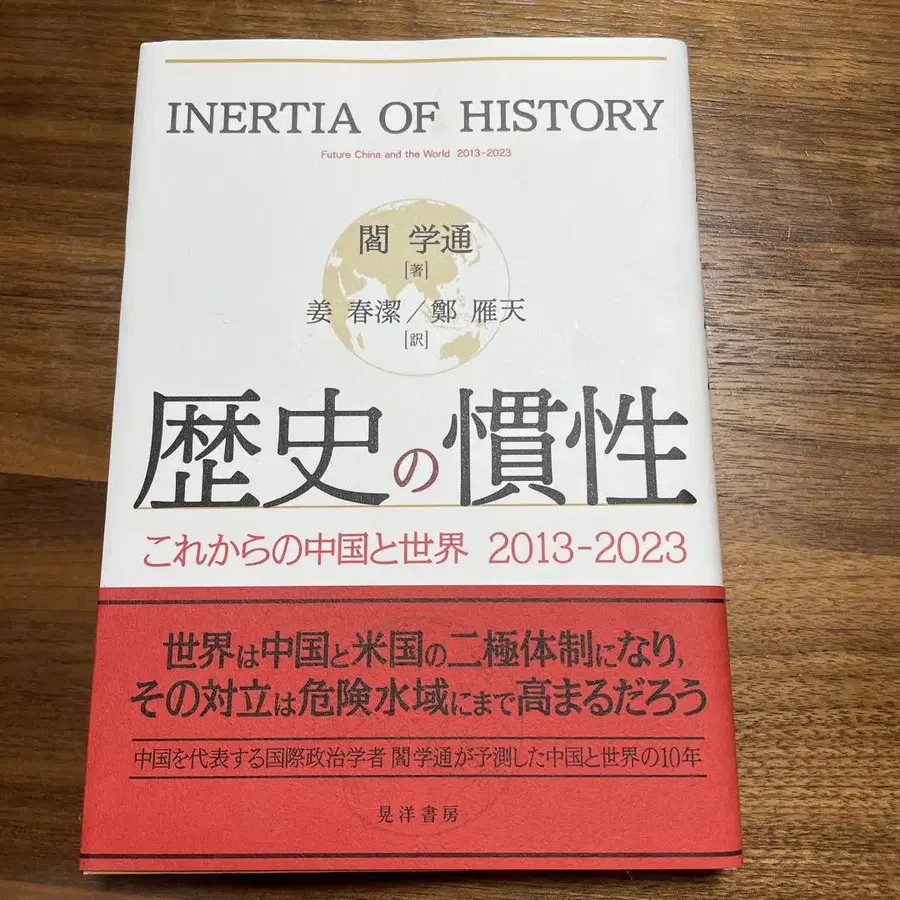 INERTIA OF HISTORY
Future China and the World 2013-2023
閻 学通
[著]
姜 春潔／鄭 雁天
[訳]
歴史の慣性
これからの中国と世界 2013-2023
世界は中国と米国の二極体制になり,
その対立は危険水域にまで高まるだろう
中国を代表する国際政治学者 閻学通が予測した中国と世界の10年
晃洋書房